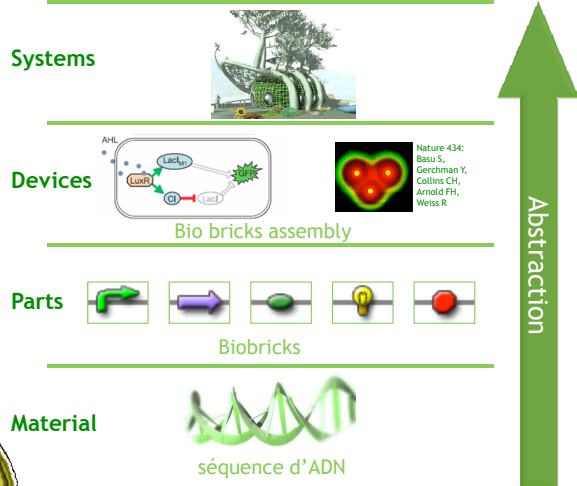 Systems
Devices
AHL
LuxR
LacI M1
CI
LacI
GFP
Nature 434:
Basu S,
Gerchman Y,
Collins CH,
Arnold FH,
Weiss R
Bio bricks assembly
Parts
Biobricks
Material
séquence d’ADN
Abstraction